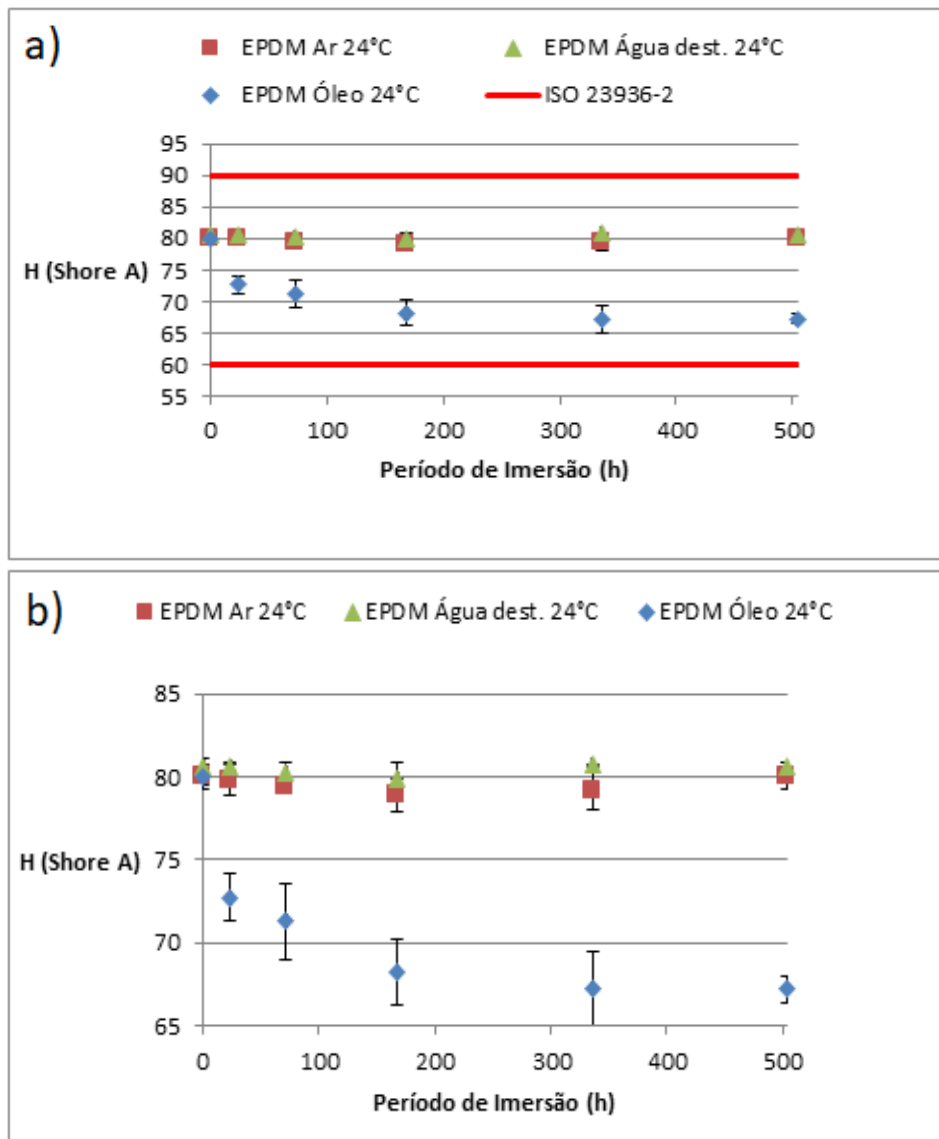 a)
EPDM Ar 24°C EPDM Água dest. 24°C
EPDM Óleo 24°C ISO 23936-2
95
90
85
80
75
70
65
60
55
H (Shore A)
0 100 200 300 400 500
Período de Imersão (h)
b)
EPDM Ar 24°C EPDM Água dest. 24°C EPDM Óleo 24°C
85
80
75
70
65
H (Shore A)
0 100 200 300 400 500
Período de Imersão (h)